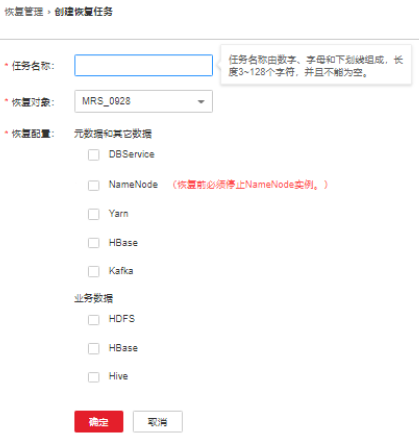 恢复管理 › 创建恢复任务
* 任务名称：
任务名称由数字、字母和下划线组成，长
度3~128个字符，并且不能为空。
* 恢复对象： MRS_0928
* 恢复配置： 元数据和其它数据
DBService
NameNode （恢复前必须停止NameNode实例。）
Yarn
HBase
Kafka
业务数据
HDFS
HBase
Hive
确定 取消